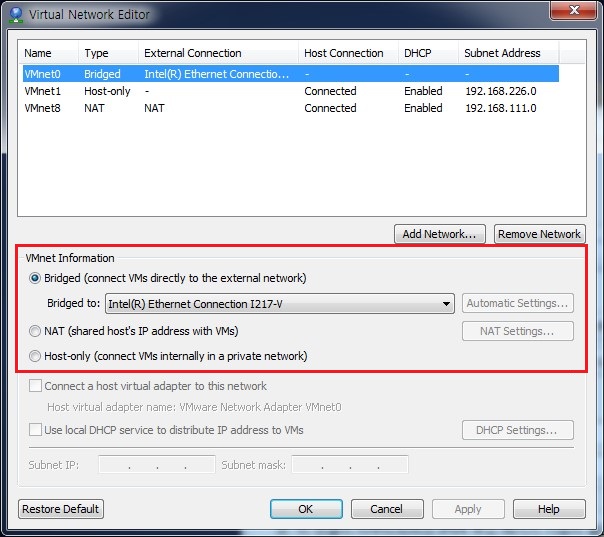 Virtual Network Editor
Name Type External Connection Host Connection DHCP Subnet Address
VMnet0 Bridged Intel(R) Ethernet Connectio... - - -
VMnet1 Host-only - Connected Enabled 192.168.226.0
VMnet8 NAT NAT Connected Enabled 192.168.111.0
Add Network... Remove Network
VMnet Information
Bridged (connect VMs directly to the external network)
Bridged to: Intel(R) Ethernet Connection I217-V Automatic Settings...
NAT (shared host's IP address with VMs) NAT Settings...
Host-only (connect VMs internally in a private network)
Connect a host virtual adapter to this network
Host virtual adapter name: VMware Network Adapter VMnet0
Use local DHCP service to distribute IP address to VMs DHCP Settings...
Subnet IP: . . . Subnet mask: . . .
Restore Default OK Cancel Apply Help